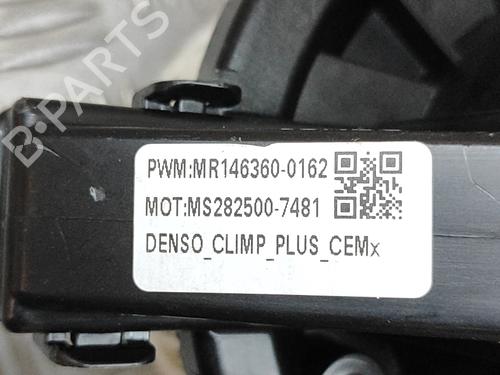 B-PARTS
PWM:MR146360-0162
MOT:MS282500-7481
DENSO_CLIMP_PLUS_CEMx